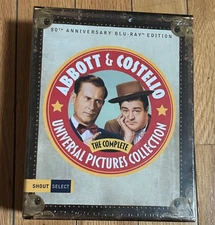 80TH ANNIVERSARY BLU-RAY EDITION
ABBOTT & COSTELLO
THE COMPLETE
UNIVERSAL PICTURES COLLECTION
SHOUT SELECT